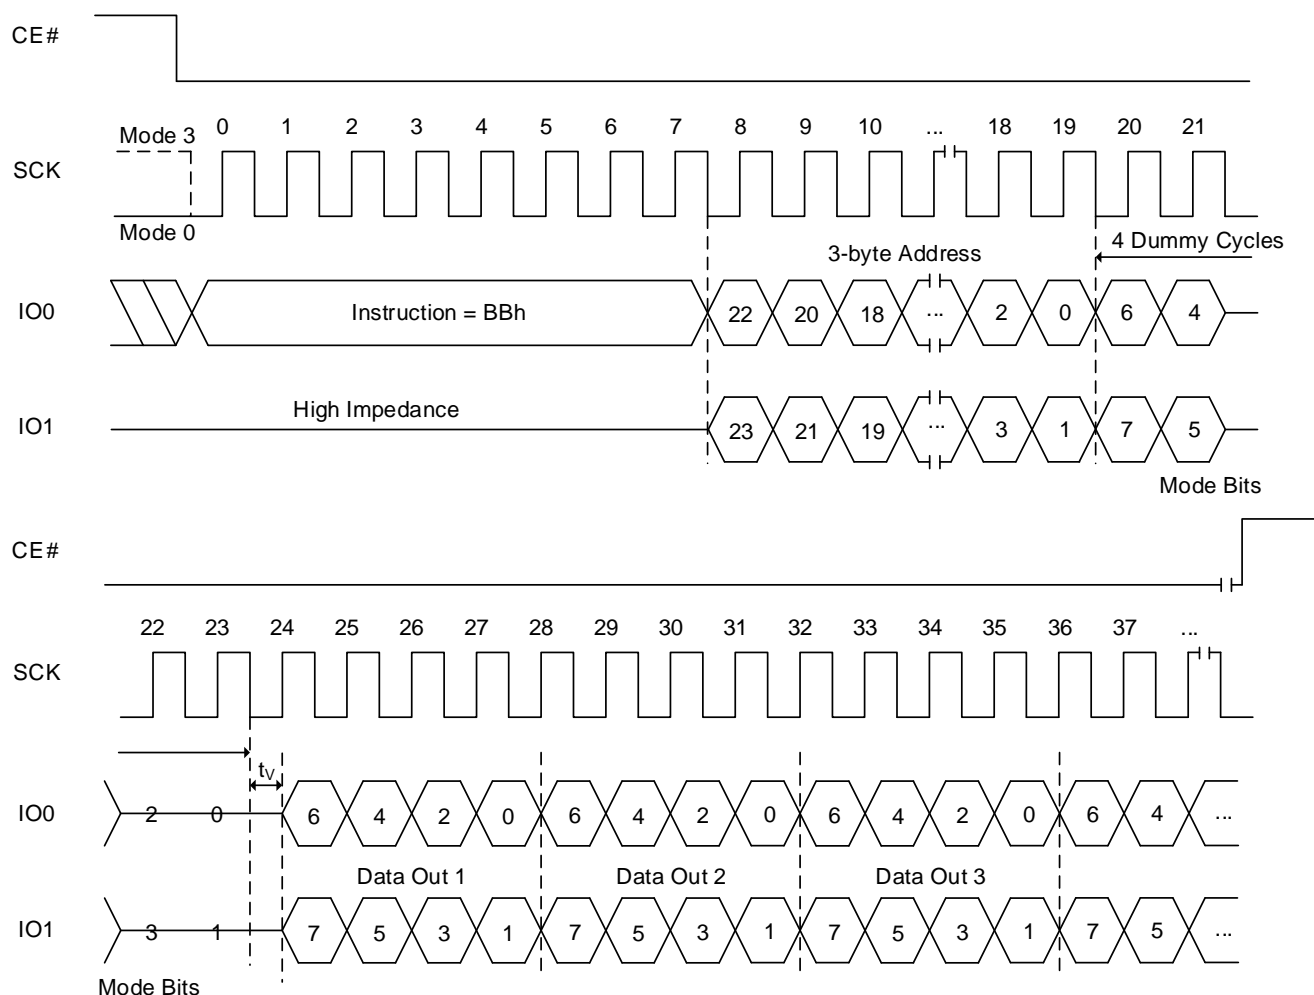 CE#
0 1 2 3 4 5 6 7 8 9 10 ... 18 19 20 21
Mode 3
SCK
Mode 0
3-byte Address
4 Dummy Cycles
IO0 Instruction = BBh 22 20 18 ... 2 0 6 4
High Impedance
IO1 23 21 19 ... 3 1 7 5
Mode Bits
CE#
22 23 24 25 26 27 28 29 30 31 32 33 34 35 36 37 ...
SCK
tV
IO0 2 0 6 4 2 0 6 4 2 0 6 4 2 0 6 4 ...
Data Out 1 Data Out 2 Data Out 3
IO1 3 1 7 5 3 1 7 5 3 1 7 5 3 1 7 5 ...
Mode Bits